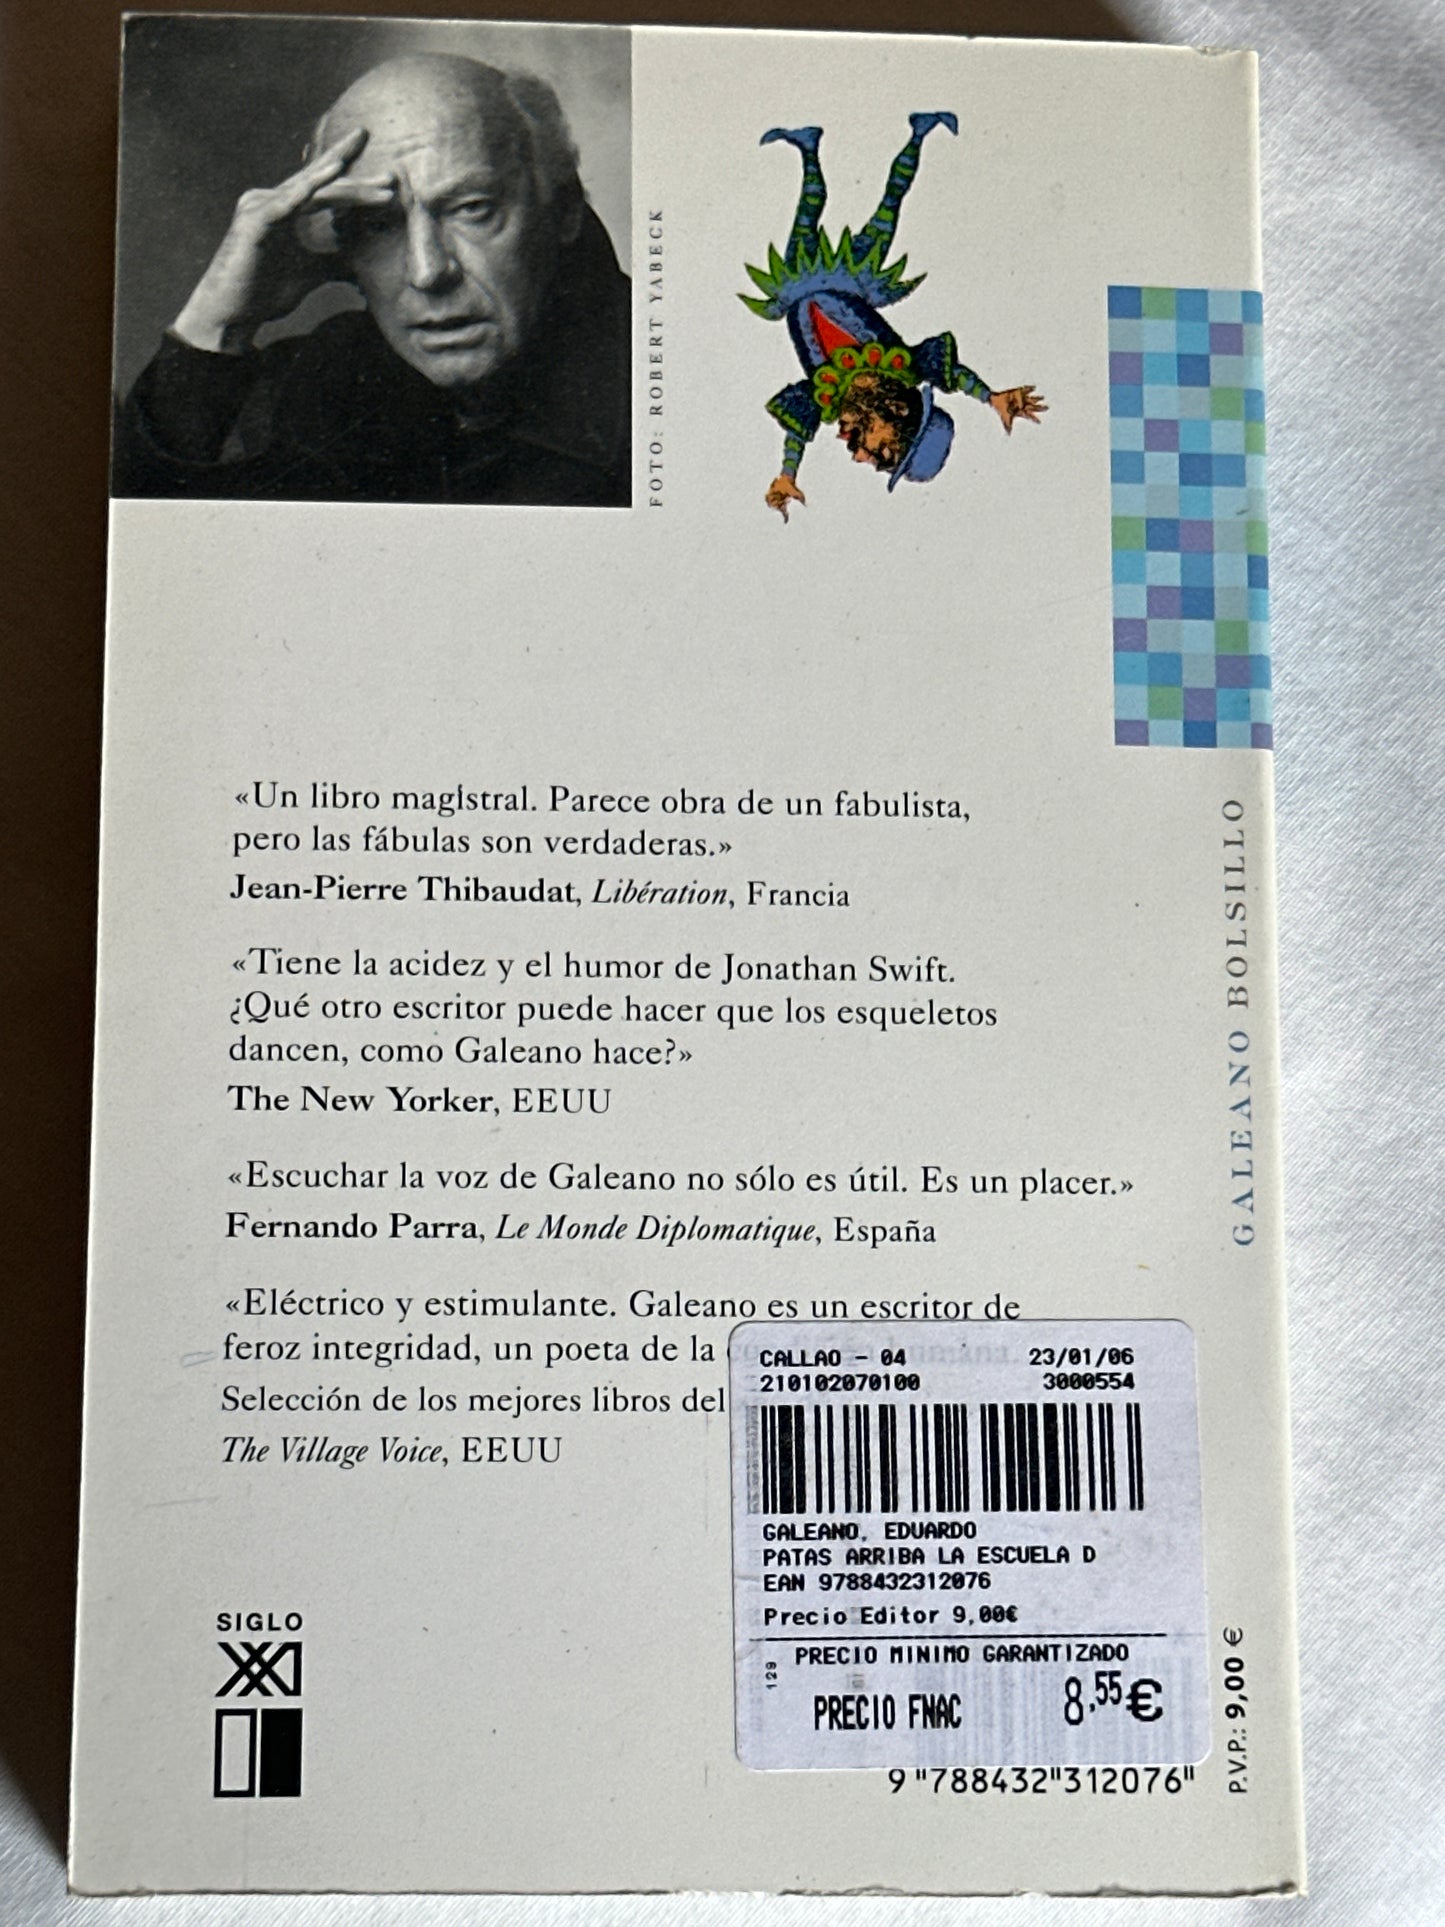 FOTO: ROBERT YABECK
«Un libro magistral. Parece obra de un fabulista,
pero las fábulas son verdaderas.»
Jean-Pierre Thibaudat, Libération, Francia
«Tiene la acidez y el humor de Jonathan Swift.
¿Qué otro escritor puede hacer que los esqueletos
dancen, como Galeano hace?»
The New Yorker, EEUU
«Escuchar la voz de Galeano no sólo es útil. Es un placer.»
Fernando Parra, Le Monde Diplomatique, España
«Eléctrico y estimulante. Galeano es un escritor de
feroz integridad, un poeta de la
Selección de los mejores libros del
The Village Voice, EEUU
GALEANO BOLSILLO
CALLAO - 04 23/01/06
210102070100 3000554
GALEANO, EDUARDO
PATAS ARRIBA LA ESCUELA D
EAN 9788432312076
Precio Editor 9,00€
PRECIO MINIMO GARANTIZADO
129
PRECIO FNAC 8,55€
9"788432"312076"
P.V.P.: 9,00 €
SIGLO
XXI